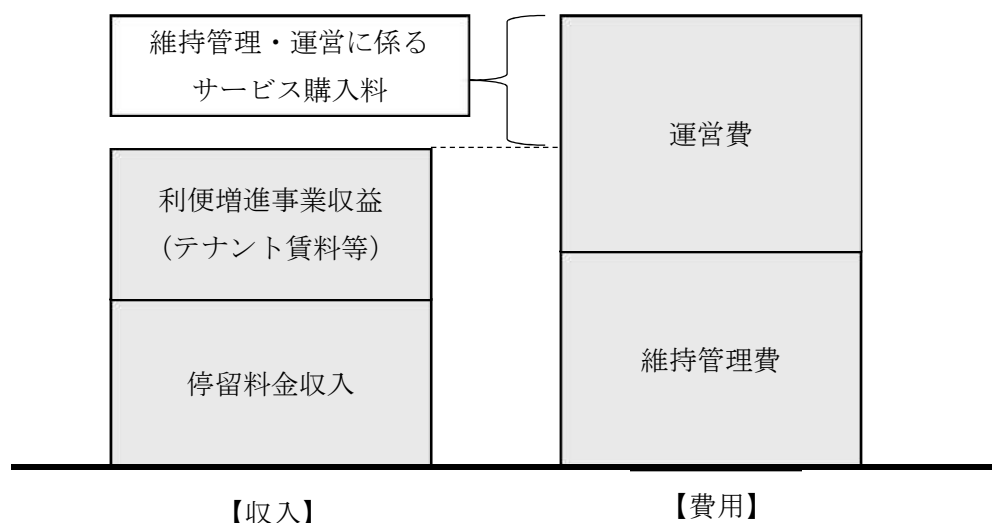 維持管理・運営に係る
サービス購入料
運営費
利便増進事業収益
（テナント賃料等）
維持管理費
停留料金収入
【収入】
【費用】